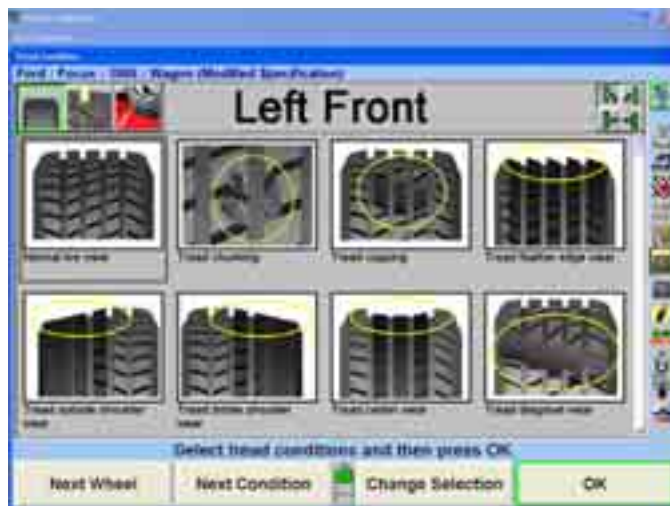 Ford : Focus : : Wagon (Modified Specification)
Left Front
Normal tire wear
Tread chunking
Tread cupping
Tread feather edge wear
Tread outside shoulder
wear
Tread inside shoulder
wear
Tread center wear
Tread diagonal wear
Select tread conditions and then press OK
Next Wheel
Next Condition
Change Selection
OK